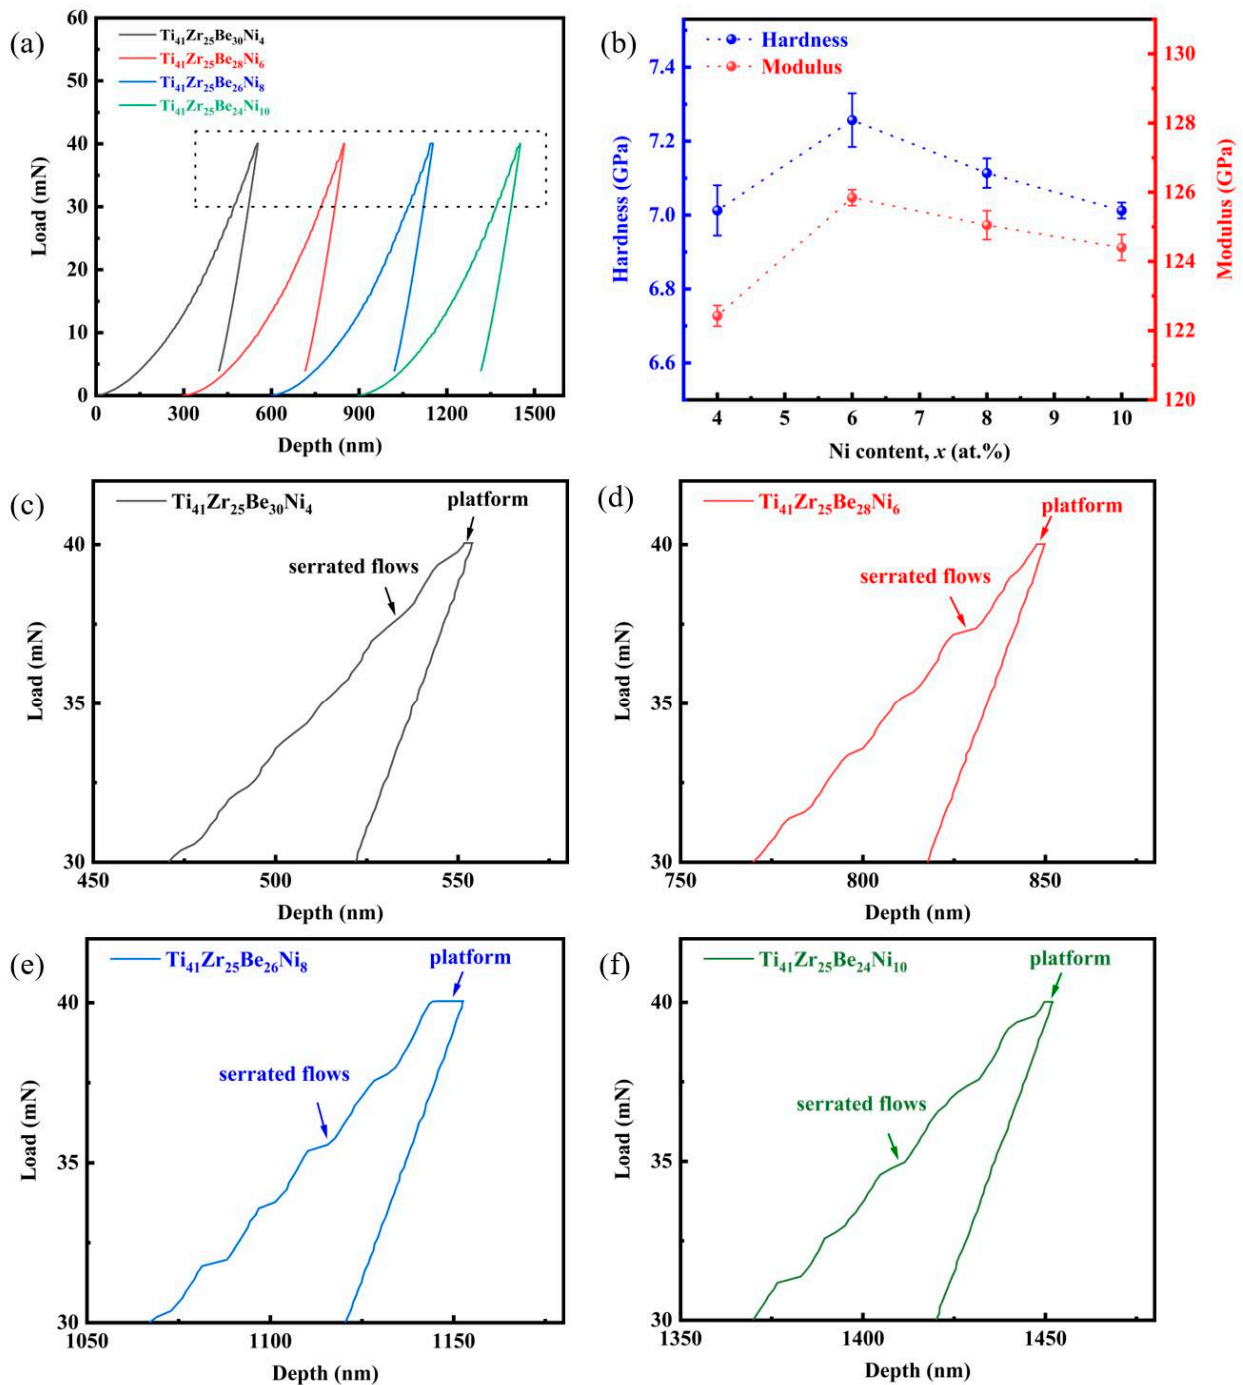 (a)
Ti₄₁Zr₂₅Be₃₀Ni₄
Ti₄₁Zr₂₅Be₂₈Ni₆
Ti₄₁Zr₂₅Be₂₆Ni₈
Ti₄₁Zr₂₅Be₂₄Ni₁₀
60
50
40
30
20
10
0
Load (mN)
0 300 600 900 1200 1500
Depth (nm)
(b)
Hardness
Modulus
7.4
7.2
7.0
6.8
6.6
Hardness (GPa)
130
128
126
124
122
120
Modulus (GPa)
4 5 6 7 8 9 10
Ni content, x (at.%)
(c)
Ti₄₁Zr₂₅Be₃₀Ni₄
platform
serrated flows
40
35
30
Load (mN)
450 500 550
Depth (nm)
(d)
Ti₄₁Zr₂₅Be₂₈Ni₆
platform
serrated flows
40
35
30
Load (mN)
750 800 850
Depth (nm)
(e)
Ti₄₁Zr₂₅Be₂₆Ni₈
platform
serrated flows
40
35
30
Load (mN)
1050 1100 1150
Depth (nm)
(f)
Ti₄₁Zr₂₅Be₂₄Ni₁₀
platform
serrated flows
40
35
30
Load (mN)
1350 1400 1450
Depth (nm)